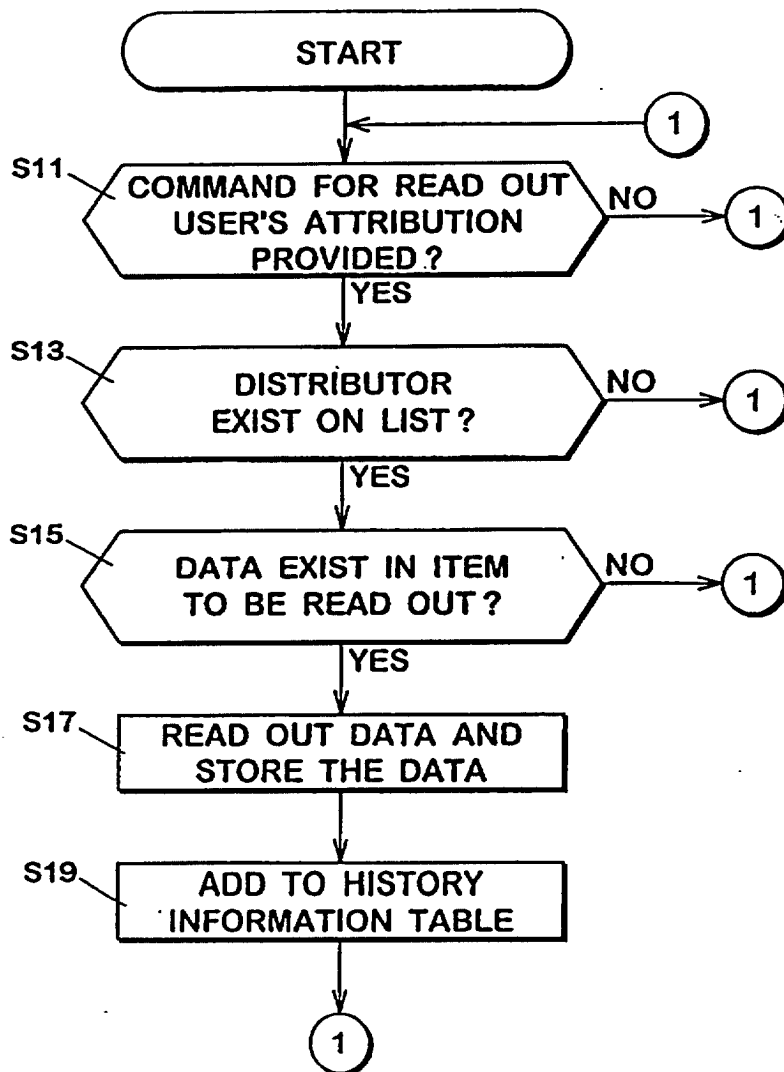 START
1
S11
COMMAND FOR READ OUT
USER'S ATTRIBUTION
PROVIDED ?
NO
1
YES
S13
DISTRIBUTOR
EXIST ON LIST ?
NO
1
YES
S15
DATA EXIST IN ITEM
TO BE READ OUT ?
NO
1
YES
S17
READ OUT DATA AND
STORE THE DATA
S19
ADD TO HISTORY
INFORMATION TABLE
1